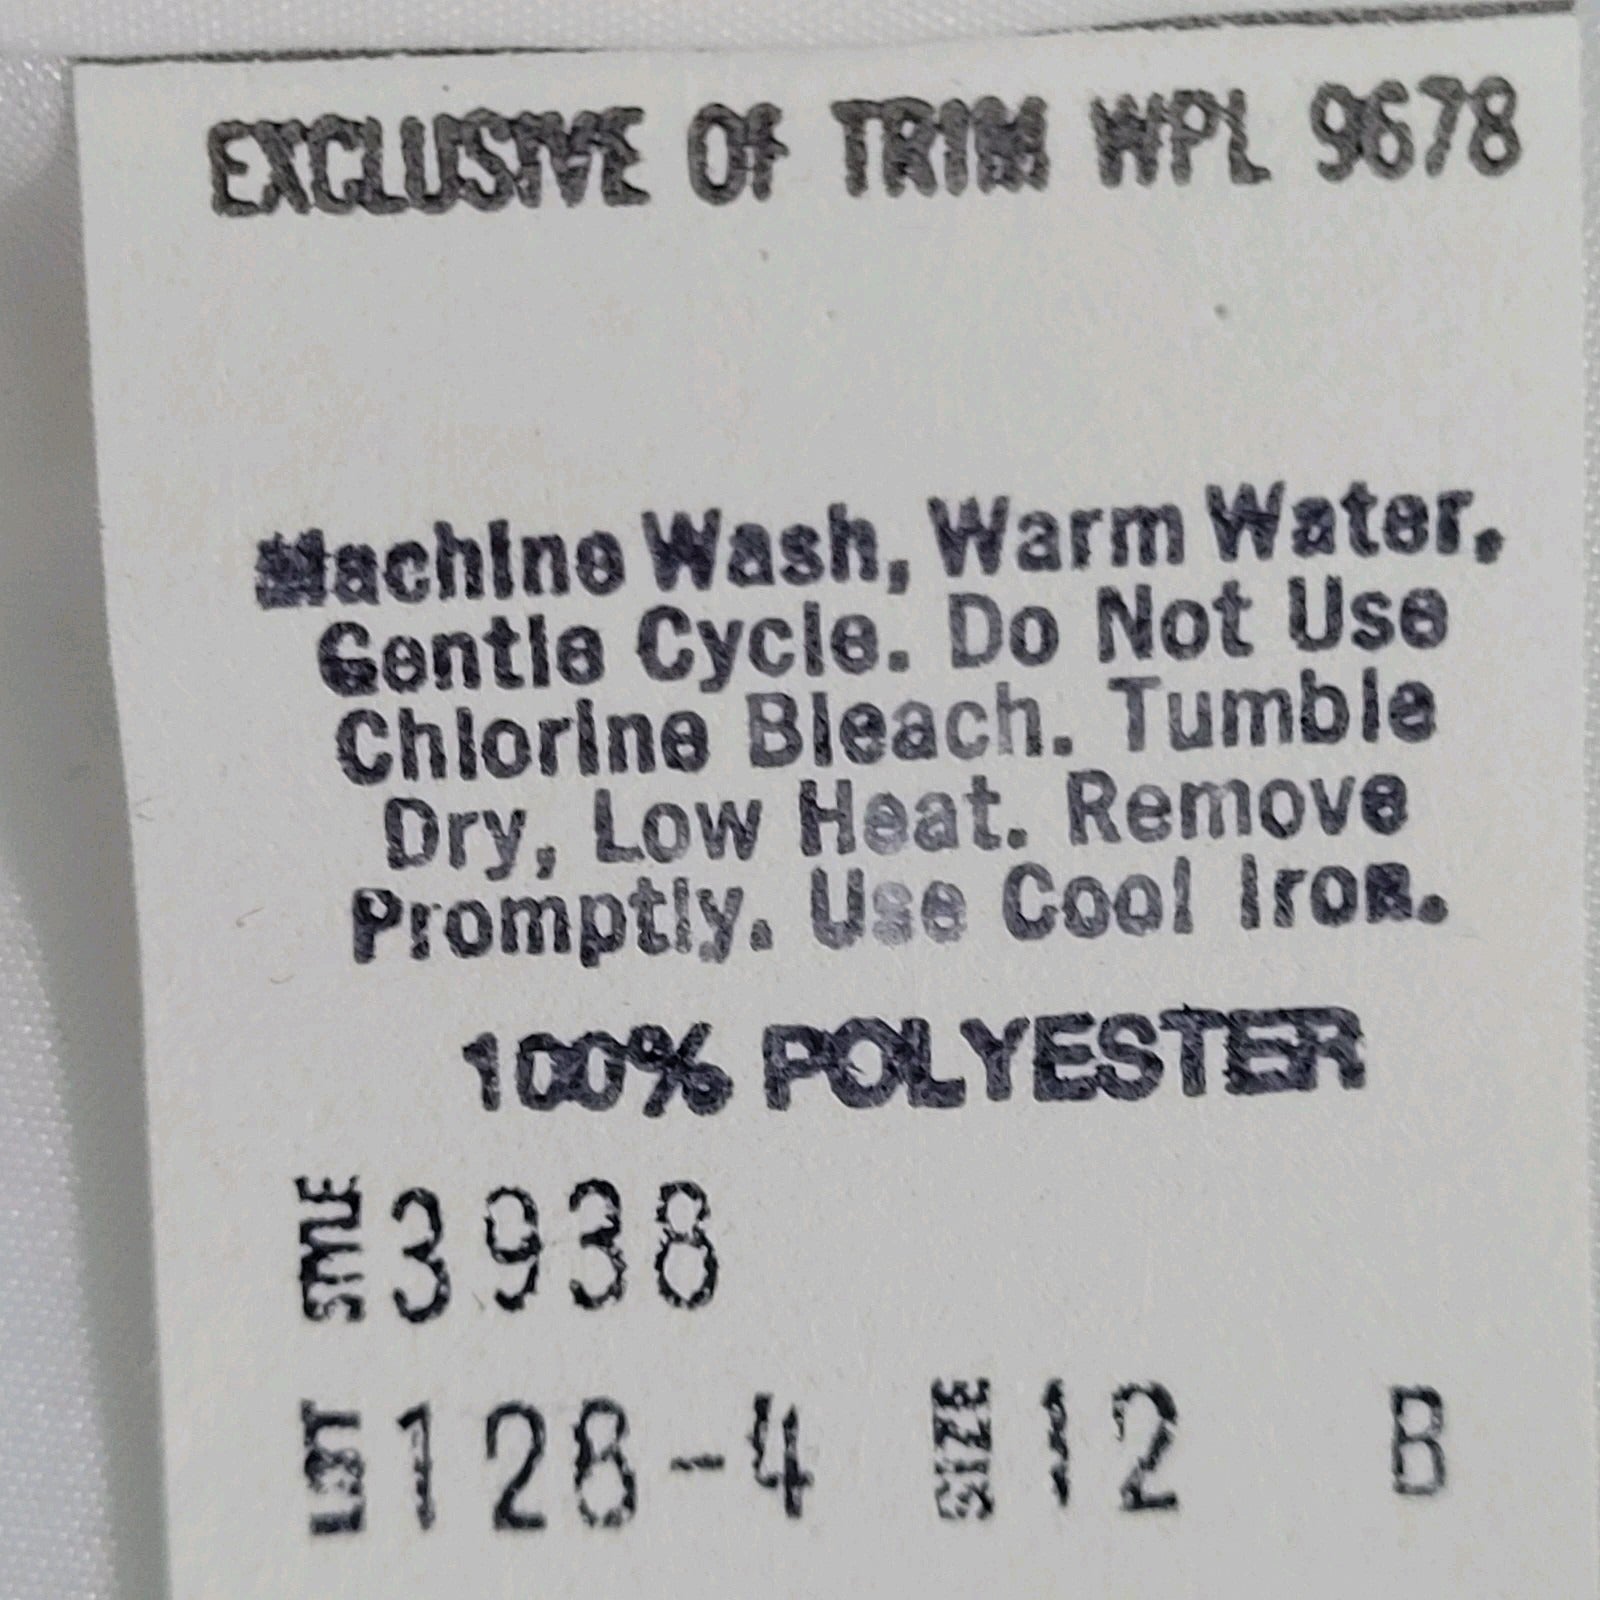 EXCLUSIVE OF TRIM WPL 9678
Machine Wash, Warm Water,
Gentle Cycle. Do Not Use
Chlorine Bleach. Tumble
Dry, Low Heat. Remove
Promptly. Use Cool Iron.
100% POLYESTER
STYLE 3938
LOT 128-4 SIZE 12 B